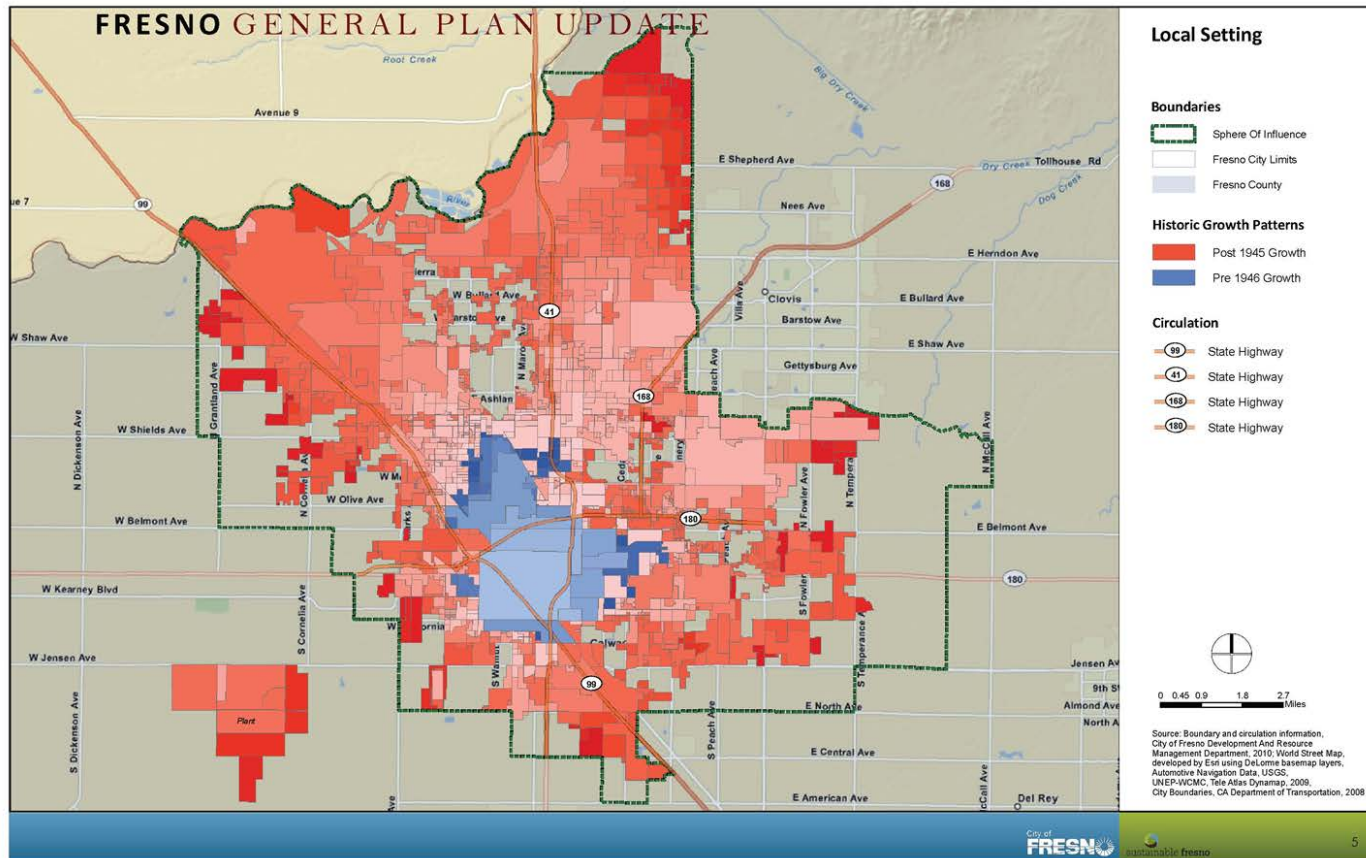 FRESNO GENERAL PLAN UPDATE
Root Creek
Avenue 9
Big Dry Creek
E Shepherd Ave
Dry Creek
Tollhouse Rd
168
Dog Creek
ue 7
99
River
Nees Ave
E Herndon Ave
Villa Ave
Clovis
W Bullard Ave
E Bullard Ave
41
Barstow Ave
W Shaw Ave
E Shaw Ave
Gettysburg Ave
N Grantland Ave
168
Ashlan
W Shields Ave
N Dickenson Ave
N McCall Ave
W Olive Ave
N Fowler Ave
W Belmont Ave
180
E Belmont Ave
180
W Kearney Blvd
S Cornelia Ave
S Fowler
S Temperance A
W Jensen Ave
Jensen Av
99
9th S
Almond Ave
North A
E North Ave
Plant
S Dickenson Ave
S Peach Ave
E Central Ave
E American Ave
Del Rey
Local Setting
Boundaries
Sphere Of Influence
Fresno City Limits
Fresno County
Historic Growth Patterns
Post 1945 Growth
Pre 1946 Growth
Circulation
99 State Highway
41 State Highway
168 State Highway
180 State Highway
0 0.45 0.9 1.8 2.7
Miles
Source: Boundary and circulation information,
City of Fresno Development And Resource
Management Department, 2010; World Street Map,
developed by Esri using DeLorme basemap layers,
Automotive Navigation Data, USGS,
UNEP-WCMC, Tele Atlas Dynamap, 2009,
City Boundaries, CA Department of Transportation, 2008
City of
FRESNO
sustainable fresno
5